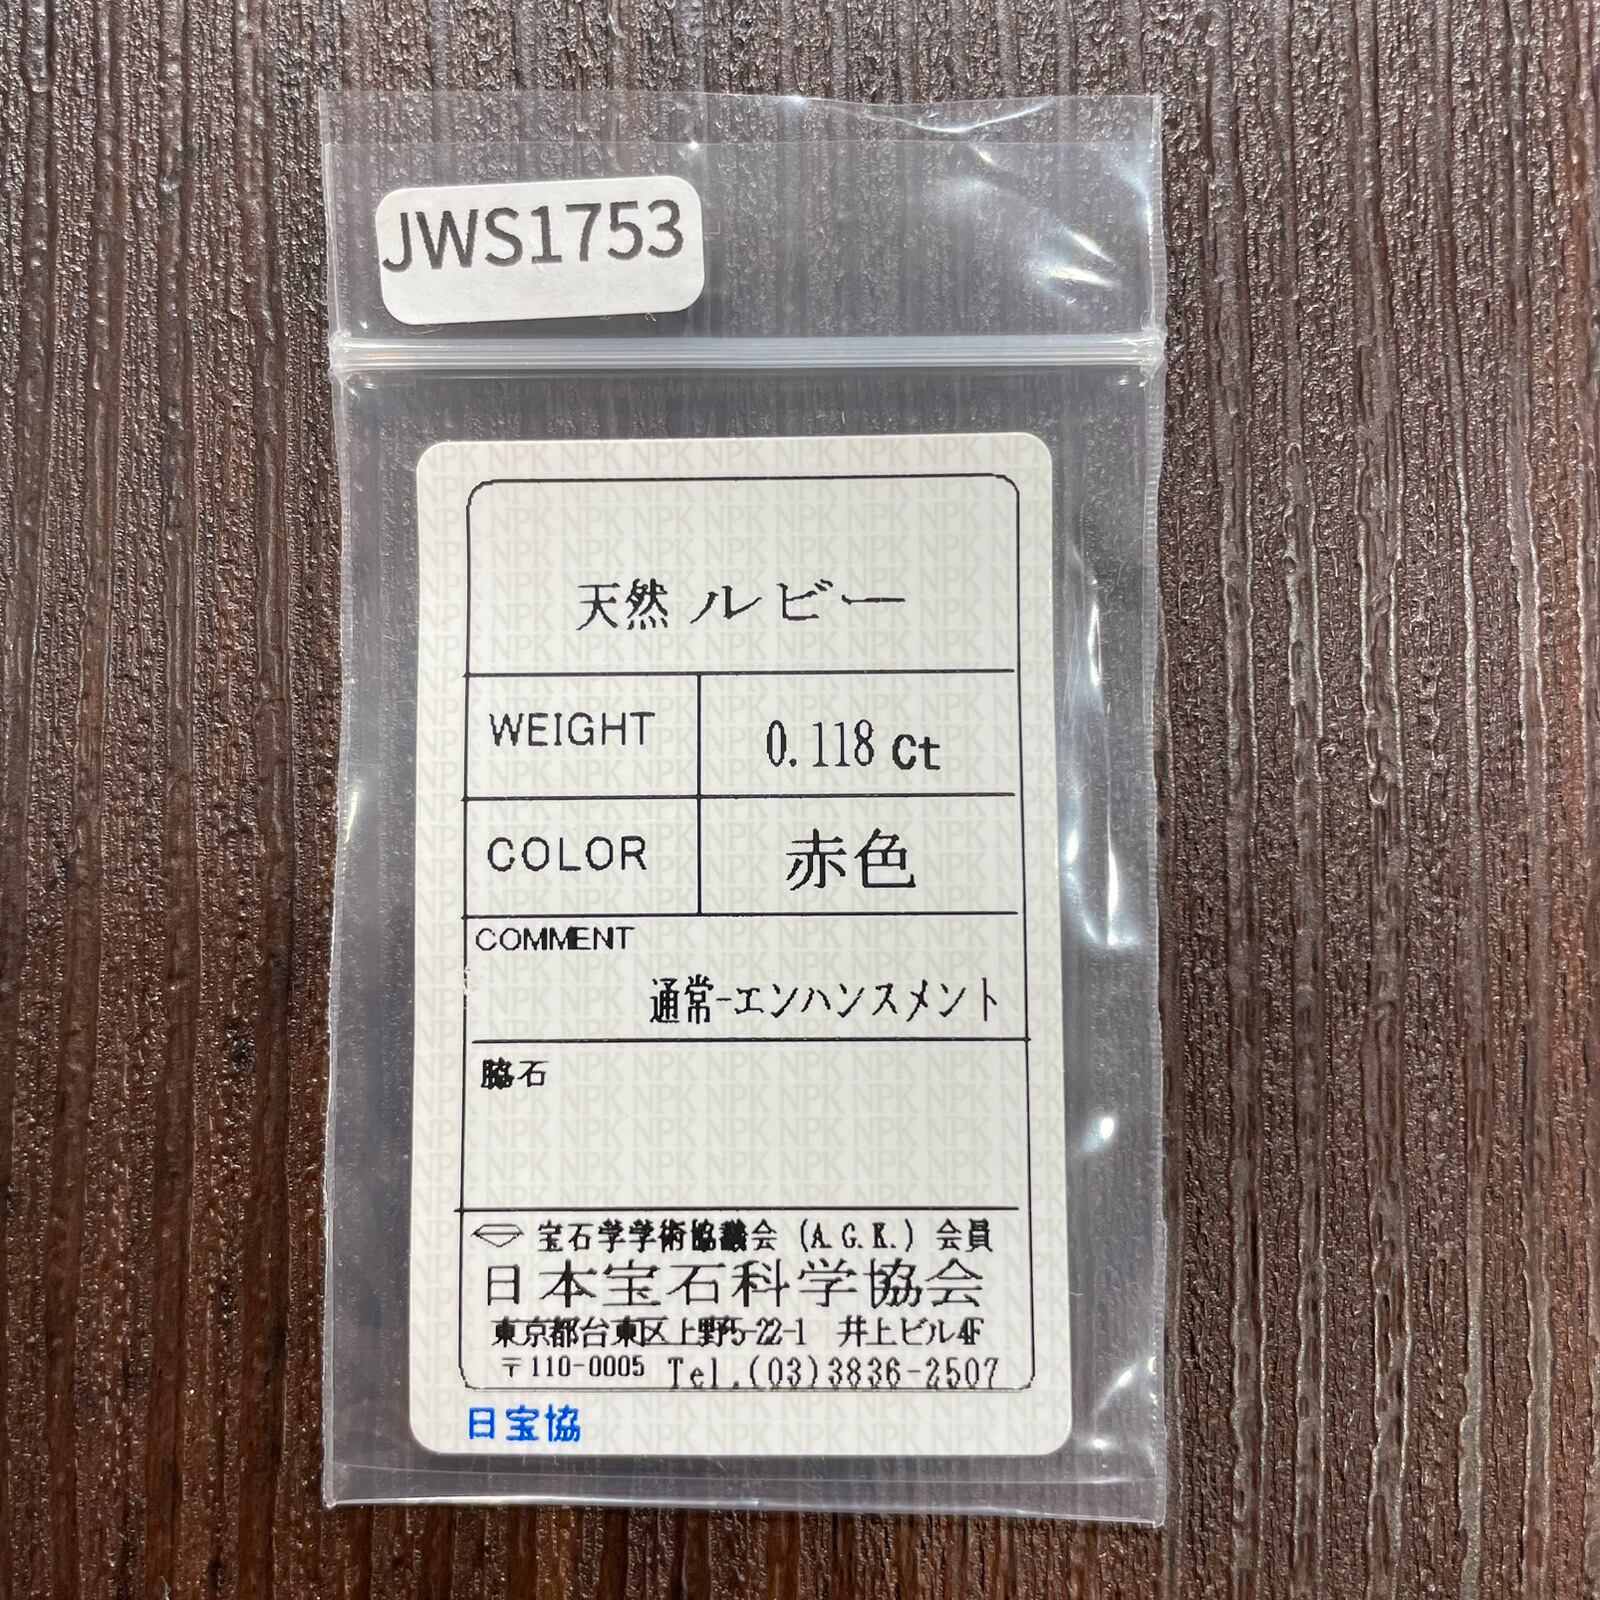 JWS1753
天然ルビー
WEIGHT 0.118 ct
COLOR 赤色
COMMENT
通常-エンハンスメント
脇石
宝石学学術協議会 (A.G.K.) 会員
日本宝石科学協会
東京都台東区上野5-22-1 井上ビル4F
〒110-0005 Tel.(03)3836-2507
日宝協